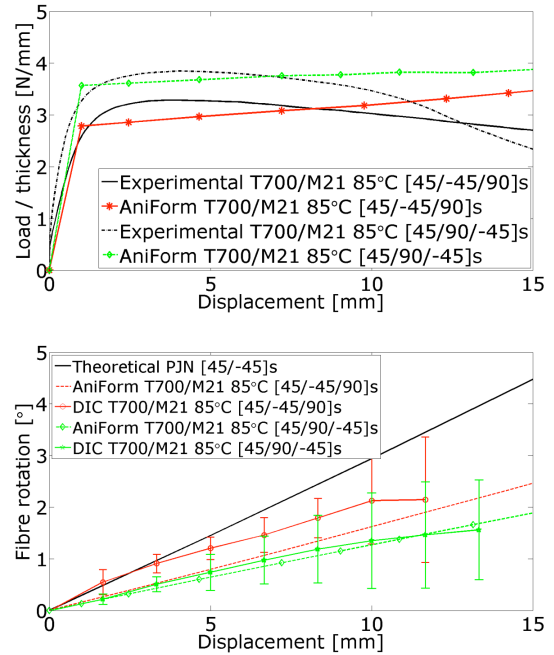 5
4
3
2
1
0
Load / thickness [N/mm]
Experimental T700/M21 85°C [45/-45/90]s
AniForm T700/M21 85°C [45/-45/90]s
Experimental T700/M21 85°C [45/90/-45]s
AniForm T700/M21 85°C [45/90/-45]s
0 5 10 15
Displacement [mm]
5
4
3
2
1
0
Fibre rotation [°]
Theoretical PJN [45/-45]s
AniForm T700/M21 85°C [45/-45/90]s
DIC T700/M21 85°C [45/-45/90]s
AniForm T700/M21 85°C [45/90/-45]s
DIC T700/M21 85°C [45/90/-45]s
0 5 10 15
Displacement [mm]